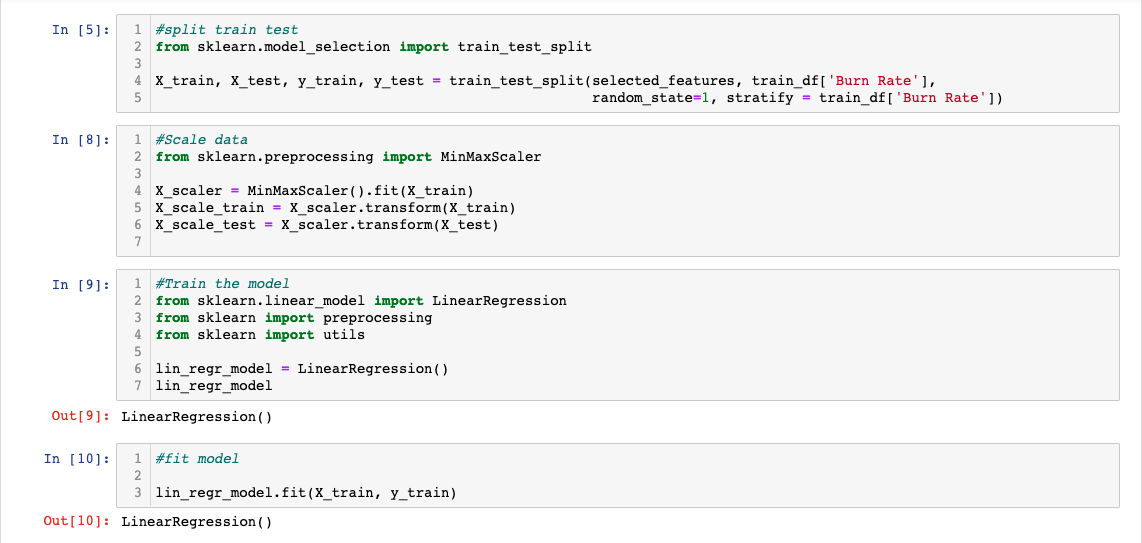 In [5]:
1 #split train test
2 from sklearn.model_selection import train_test_split
3
4 X_train, X_test, y_train, y_test = train_test_split(selected_features, train_df['Burn Rate'],
5 random_state=1, stratify = train_df['Burn Rate'])
In [8]:
1 #Scale data
2 from sklearn.preprocessing import MinMaxScaler
3
4 X_scaler = MinMaxScaler().fit(X_train)
5 X_scale_train = X_scaler.transform(X_train)
6 X_scale_test = X_scaler.transform(X_test)
7
In [9]:
1 #Train the model
2 from sklearn.linear_model import LinearRegression
3 from sklearn import preprocessing
4 from sklearn import utils
5
6 lin_regr_model = LinearRegression()
7 lin_regr_model
Out[9]: LinearRegression()
In [10]:
1 #fit model
2
3 lin_regr_model.fit(X_train, y_train)
Out[10]: LinearRegression()